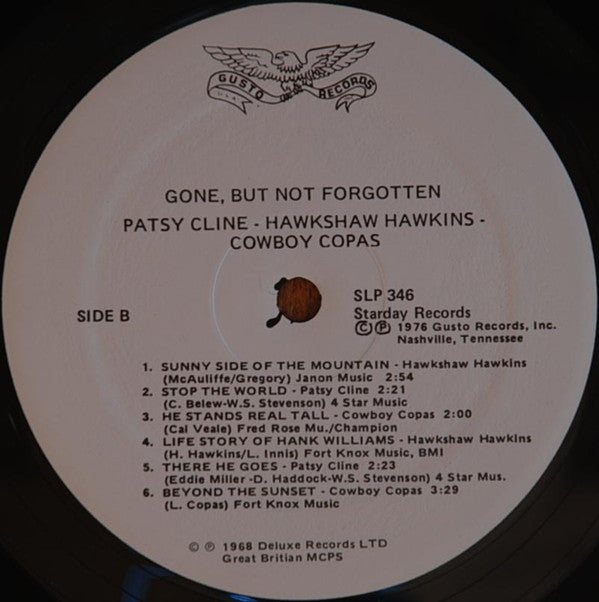 GUSTO RECORDS
U.S.A.
GONE, BUT NOT FORGOTTEN
PATSY CLINE - HAWKSHAW HAWKINS -
COWBOY COPAS
SIDE B
SLP 346
Starday Records
© ℗ 1976 Gusto Records, Inc.
Nashville, Tennessee
1. SUNNY SIDE OF THE MOUNTAIN - Hawkshaw Hawkins
(McAuliffe/Gregory) Janon Music 2:54
2. STOP THE WORLD - Patsy Cline 2:21
(C. Belew-W.S. Stevenson) 4 Star Music
3. HE STANDS REAL TALL - Cowboy Copas 2:00
(Cal Veale) Fred Rose Mu./Champion
4. LIFE STORY OF HANK WILLIAMS - Hawkshaw Hawkins
(H. Hawkins/L. Innis) Fort Knox Music, BMI
5. THERE HE GOES - Patsy Cline 2:23
(Eddie Miller -D. Haddock-W.S. Stevenson) 4 Star Mus.
6. BEYOND THE SUNSET - Cowboy Copas 3:29
(L. Copas) Fort Knox Music
© ℗ 1968 Deluxe Records LTD
Great Britian MCPS